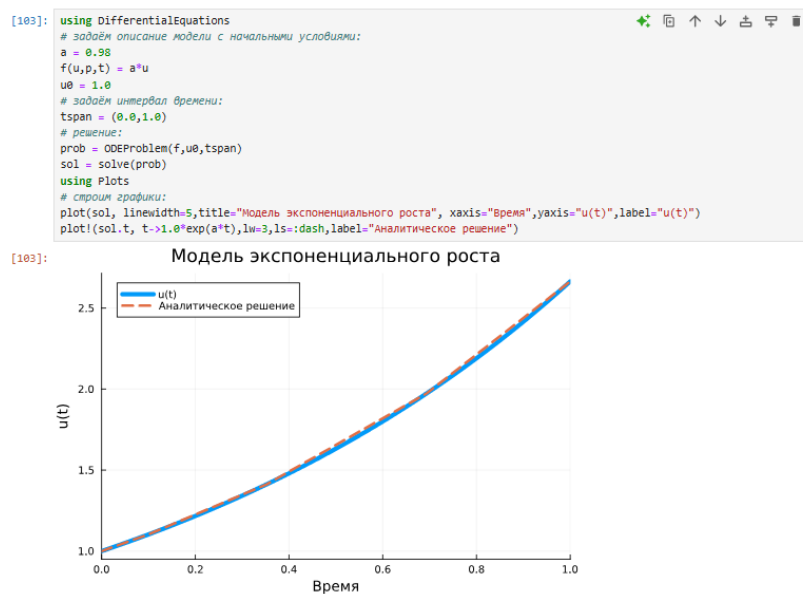 [103]: using DifferentialEquations
# задаём описание модели с начальными условиями:
a = 0.98
f(u,p,t) = a*u
u0 = 1.0
# задаём интервал времени:
tspan = (0.0,1.0)
# решение:
prob = ODEProblem(f,u0,tspan)
sol = solve(prob)
using Plots
# строим графики:
plot(sol, linewidth=5,title="Модель экспоненциального роста", xaxis="Время",yaxis="u(t)",label="u(t)")
plot!(sol.t, t->1.0*exp(a*t),lw=3,ls=:dash,label="Аналитическое решение")
[103]:
Модель экспоненциального роста
u(t)
Аналитическое решение
2.5
2.0
1.5
1.0
u(t)
0.0 0.2 0.4 0.6 0.8 1.0
Время